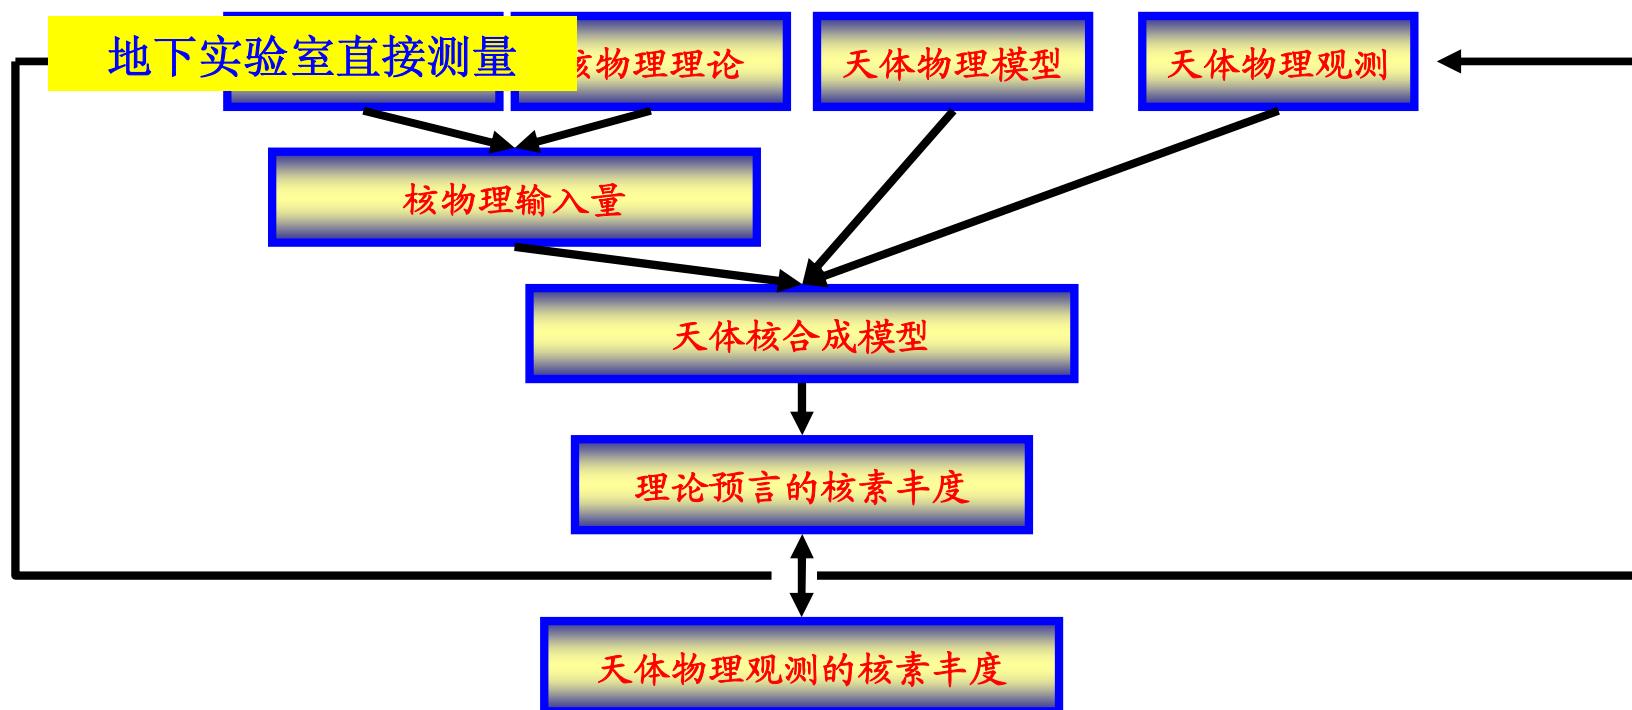 地下实验室直接测量
核物理理论
天体物理模型
天体物理观测
核物理输入量
天体核合成模型
理论预言的核素丰度
天体物理观测的核素丰度